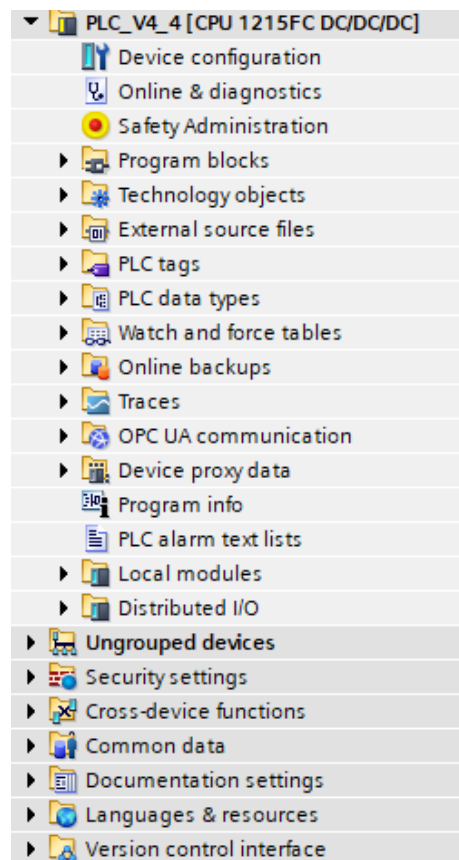 PLC_V4_4 [CPU 1215FC DC/DC/DC]
Device configuration
Online & diagnostics
Safety Administration
Program blocks
Technology objects
External source files
PLC tags
PLC data types
Watch and force tables
Online backups
Traces
OPC UA communication
Device proxy data
Program info
PLC alarm text lists
Local modules
Distributed I/O
Ungrouped devices
Security settings
Cross-device functions
Common data
Documentation settings
Languages & resources
Version control interface